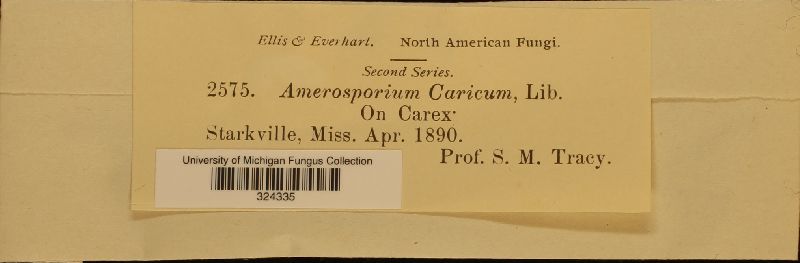 Ellis & Everhart. North American Fungi.
Second Series.
2575. Amerosporium Caricum, Lib.
On Carex·
Starkville, Miss. Apr. 1890.
Prof. S. M. Tracy.
University of Michigan Fungus Collection
324335